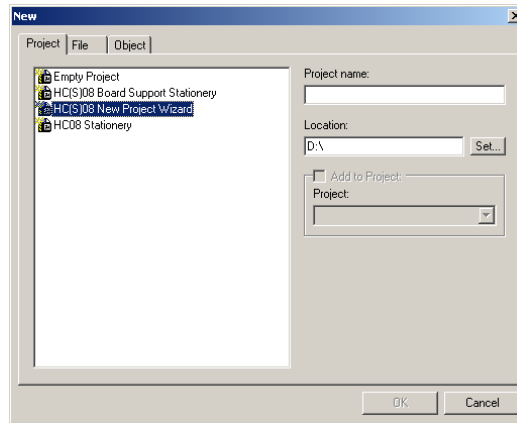 New
Project
File
Object
Empty Project
HC(S)08 Board Support Stationery
HC(S)08 New Project Wizard
HC08 Stationery
Project name:
Location:
D:\
Set...
Add to Project:
Project:
OK
Cancel